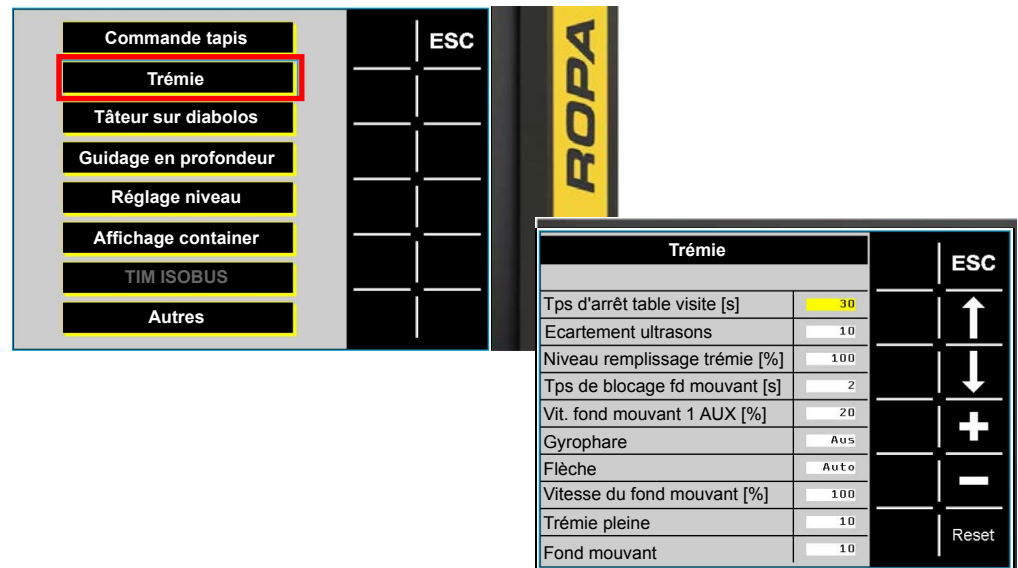 Commande tapis
ESC
Trémie
Tâteur sur diabolos
Guidage en profondeur
Réglage niveau
Affichage container
TIM ISOBUS
Autres
ROPA
Trémie
ESC
Tps d'arrêt table visite [s] 30
Ecartement ultrasons 10
Niveau remplissage trémie [%] 100
Tps de blocage fd mouvant [s] 2
Vit. fond mouvant 1 AUX [%] 20
Gyrophare Aus
Flèche Auto
Vitesse du fond mouvant [%] 100
Trémie pleine 10
Reset
Fond mouvant 10